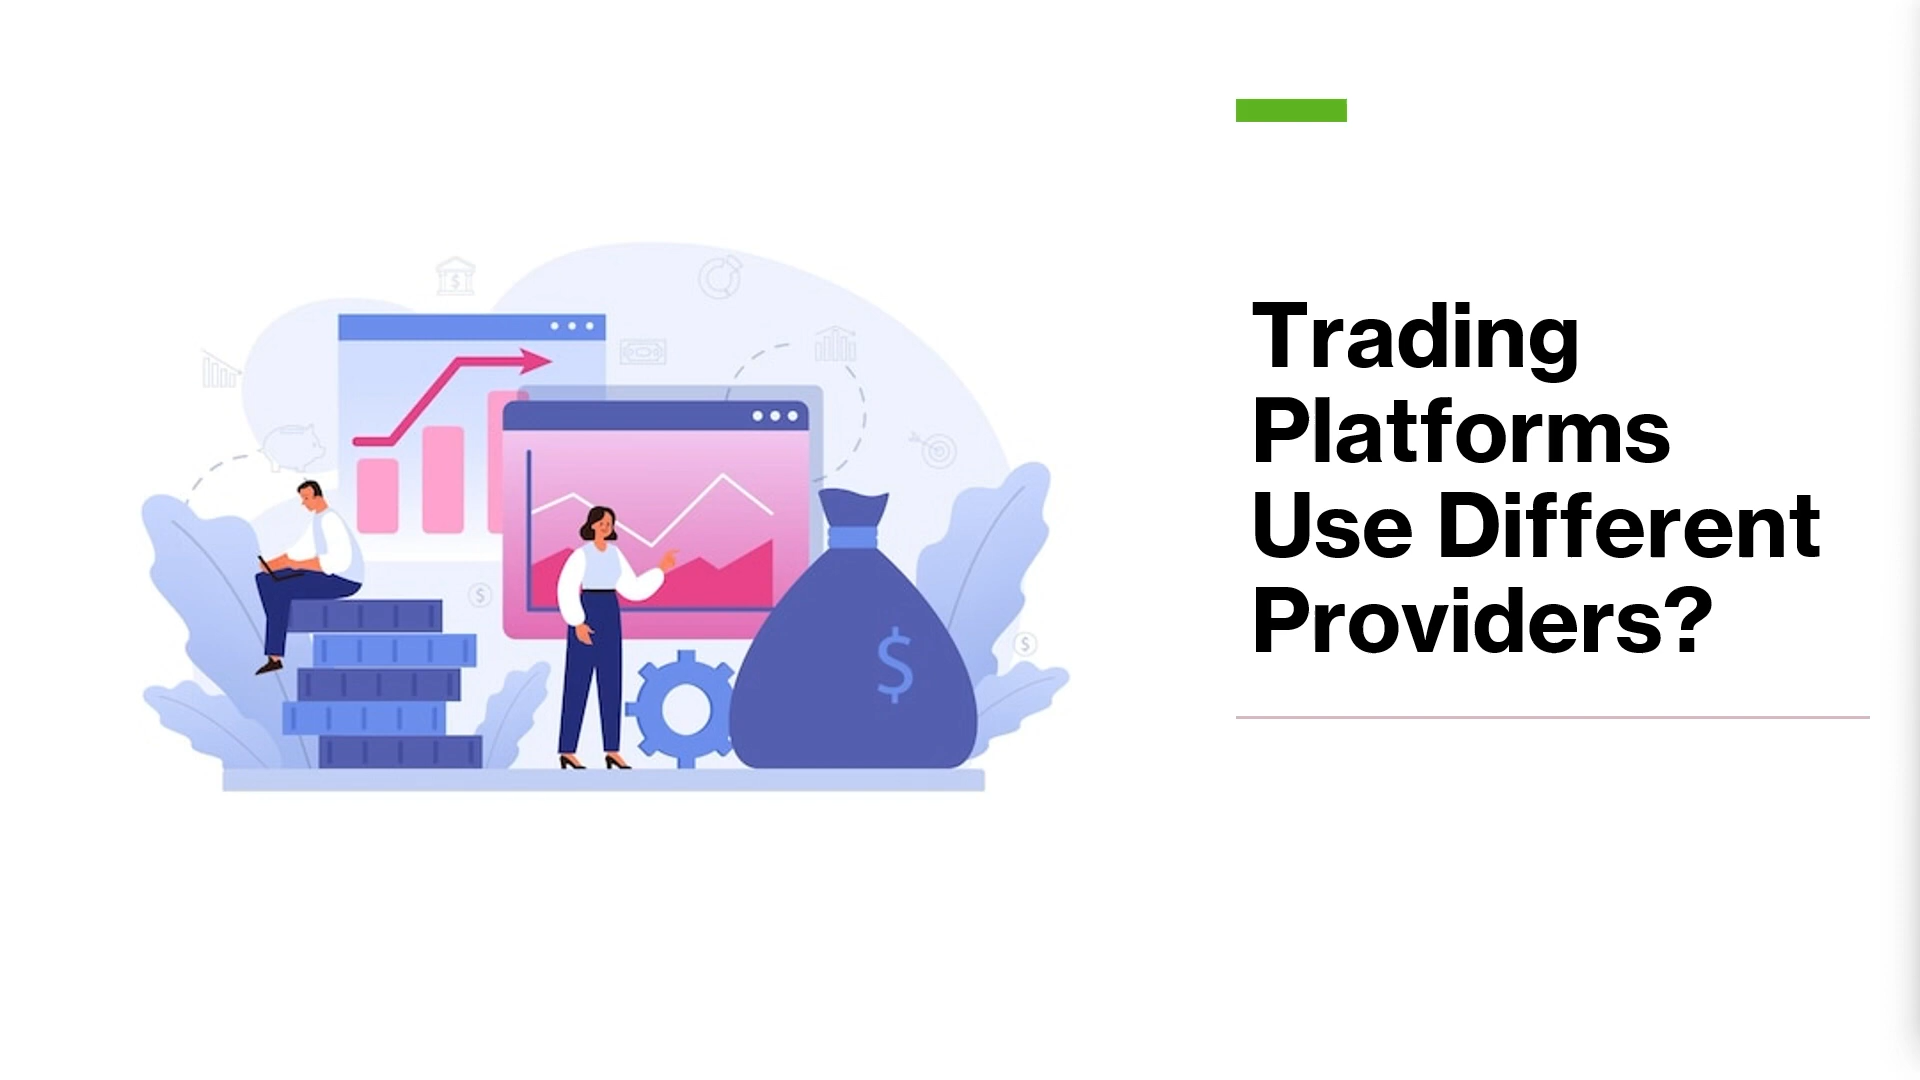 Trading
Platforms
Use Different
Providers?
$
$
$
$